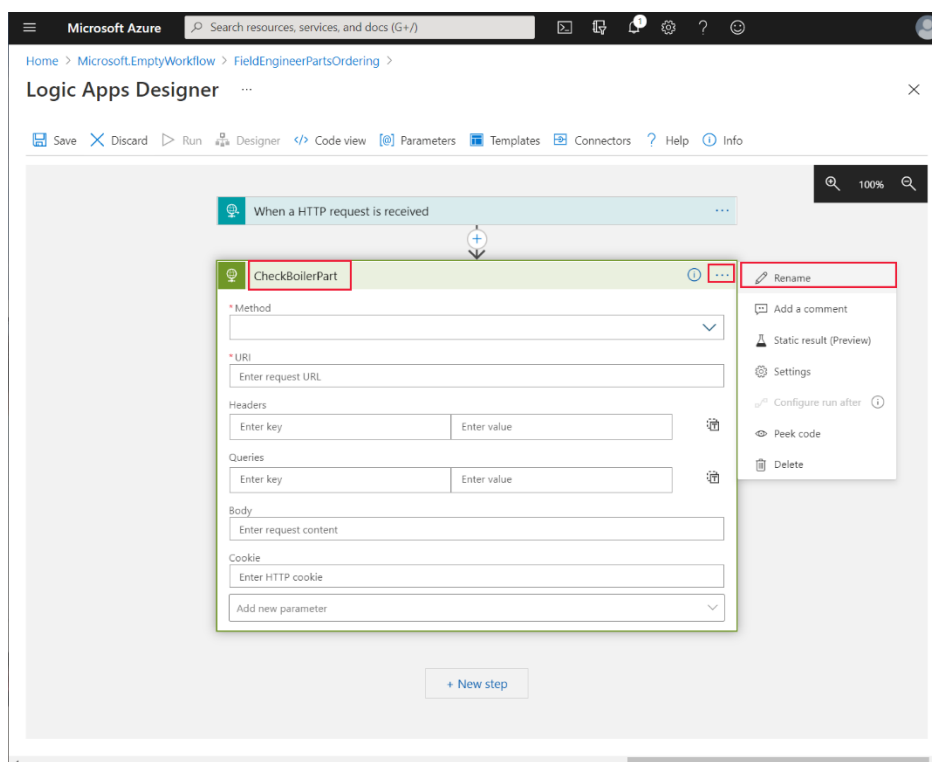 Microsoft Azure
Search resources, services, and docs (G+/)
1
Home > Microsoft.EmptyWorkflow > FieldEngineerPartsOrdering >
Logic Apps Designer ...
Save Discard Run Designer </> Code view [@] Parameters Templates Connectors ? Help Info
100%
When a HTTP request is received ...
CheckBoilerPart ...
* Method
* URI
Enter request URL
Headers
Enter key Enter value
Queries
Enter key Enter value
Body
Enter request content
Cookie
Enter HTTP cookie
Add new parameter
+ New step
Rename
Add a comment
Static result (Preview)
Settings
Configure run after
Peek code
Delete